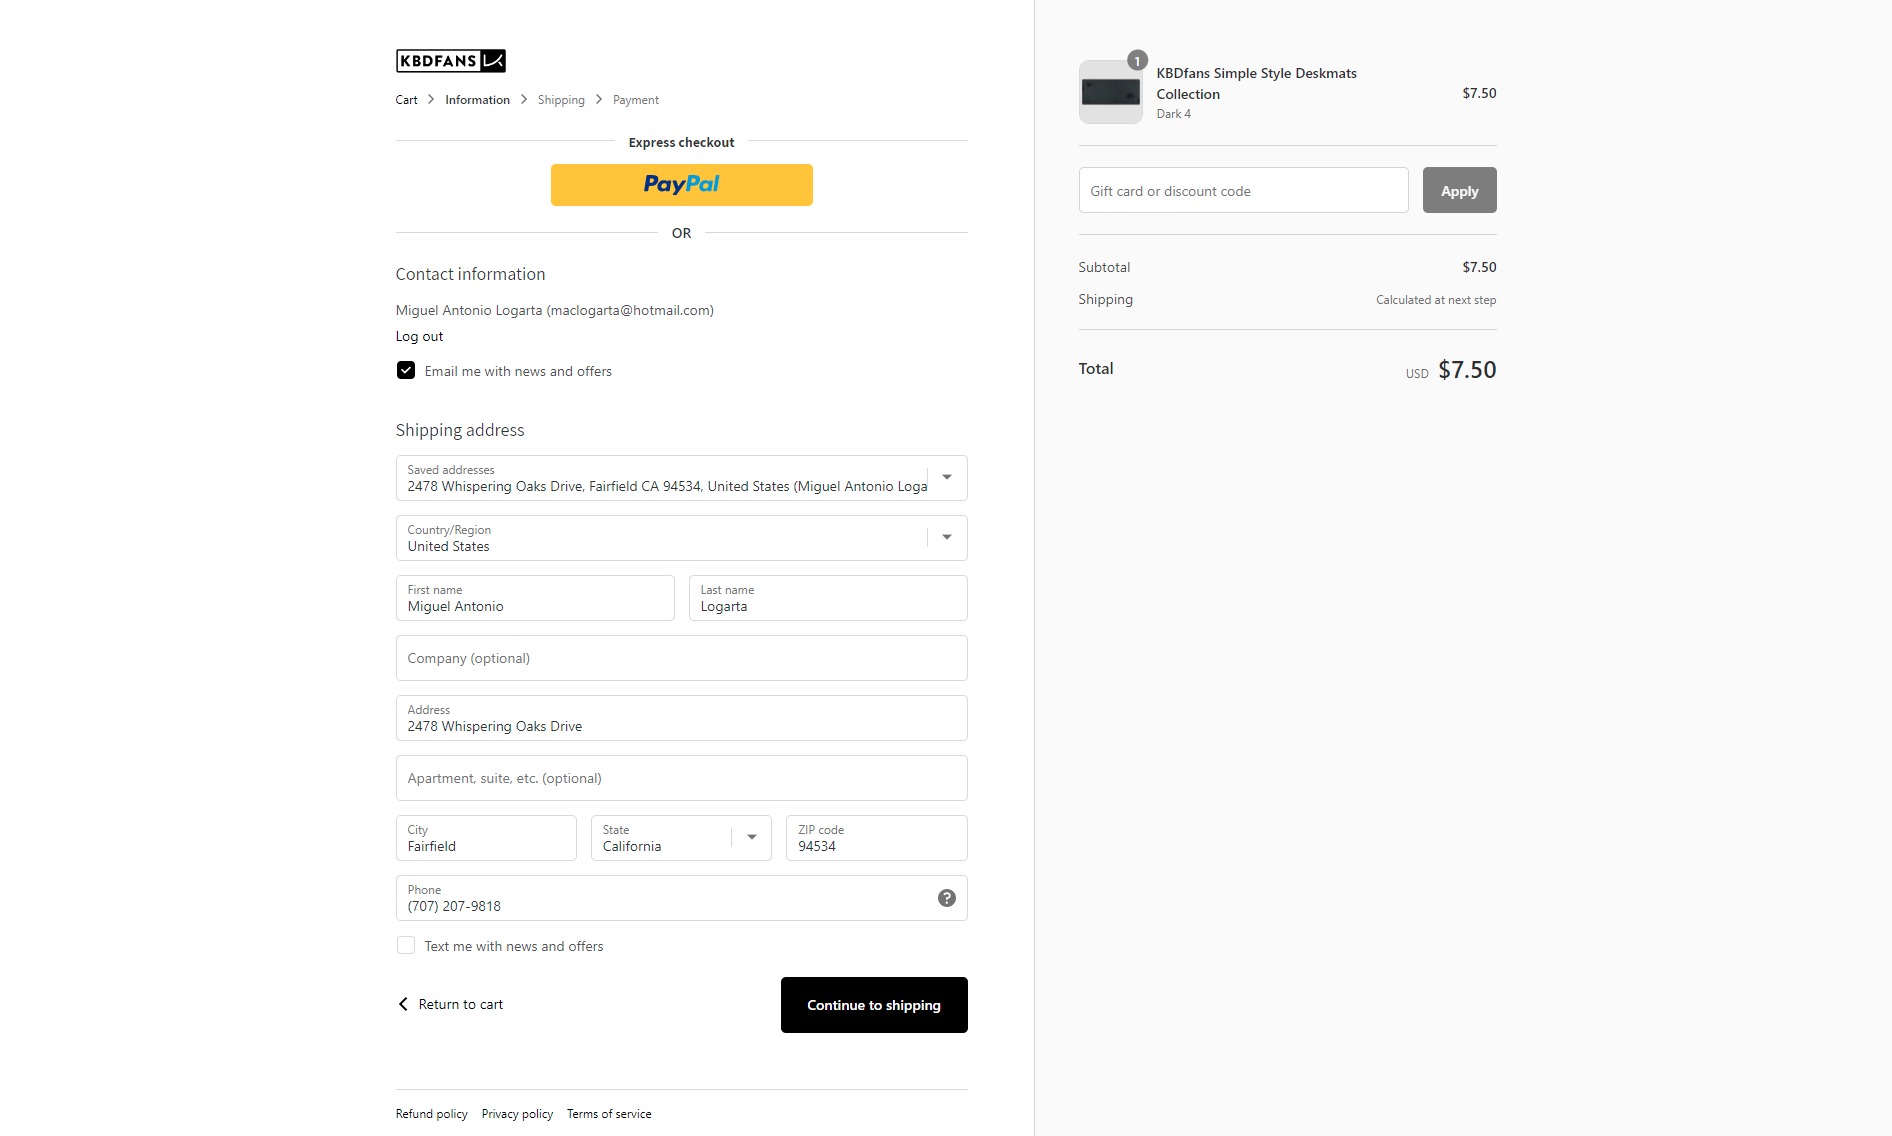 KBDFANS
Cart > Information > Shipping > Payment
Express checkout
PayPal
OR
Contact information
Miguel Antonio Logarta (maclogarta@hotmail.com)
Log out
Email me with news and offers
Shipping address
Saved addresses
2478 Whispering Oaks Drive, Fairfield CA 94534, United States (Miguel Antonio Loga
Country/Region
United States
First name
Miguel Antonio
Last name
Logarta
Company (optional)
Address
2478 Whispering Oaks Drive
Apartment, suite, etc. (optional)
City
Fairfield
State
California
ZIP code
94534
Phone
(707) 207-9818
?
Text me with news and offers
Return to cart
Continue to shipping
Refund policy Privacy policy Terms of service
1
KBDfans Simple Style Deskmats
Collection
Dark 4
$7.50
Gift card or discount code
Apply
Subtotal $7.50
Shipping Calculated at next step
Total USD $7.50